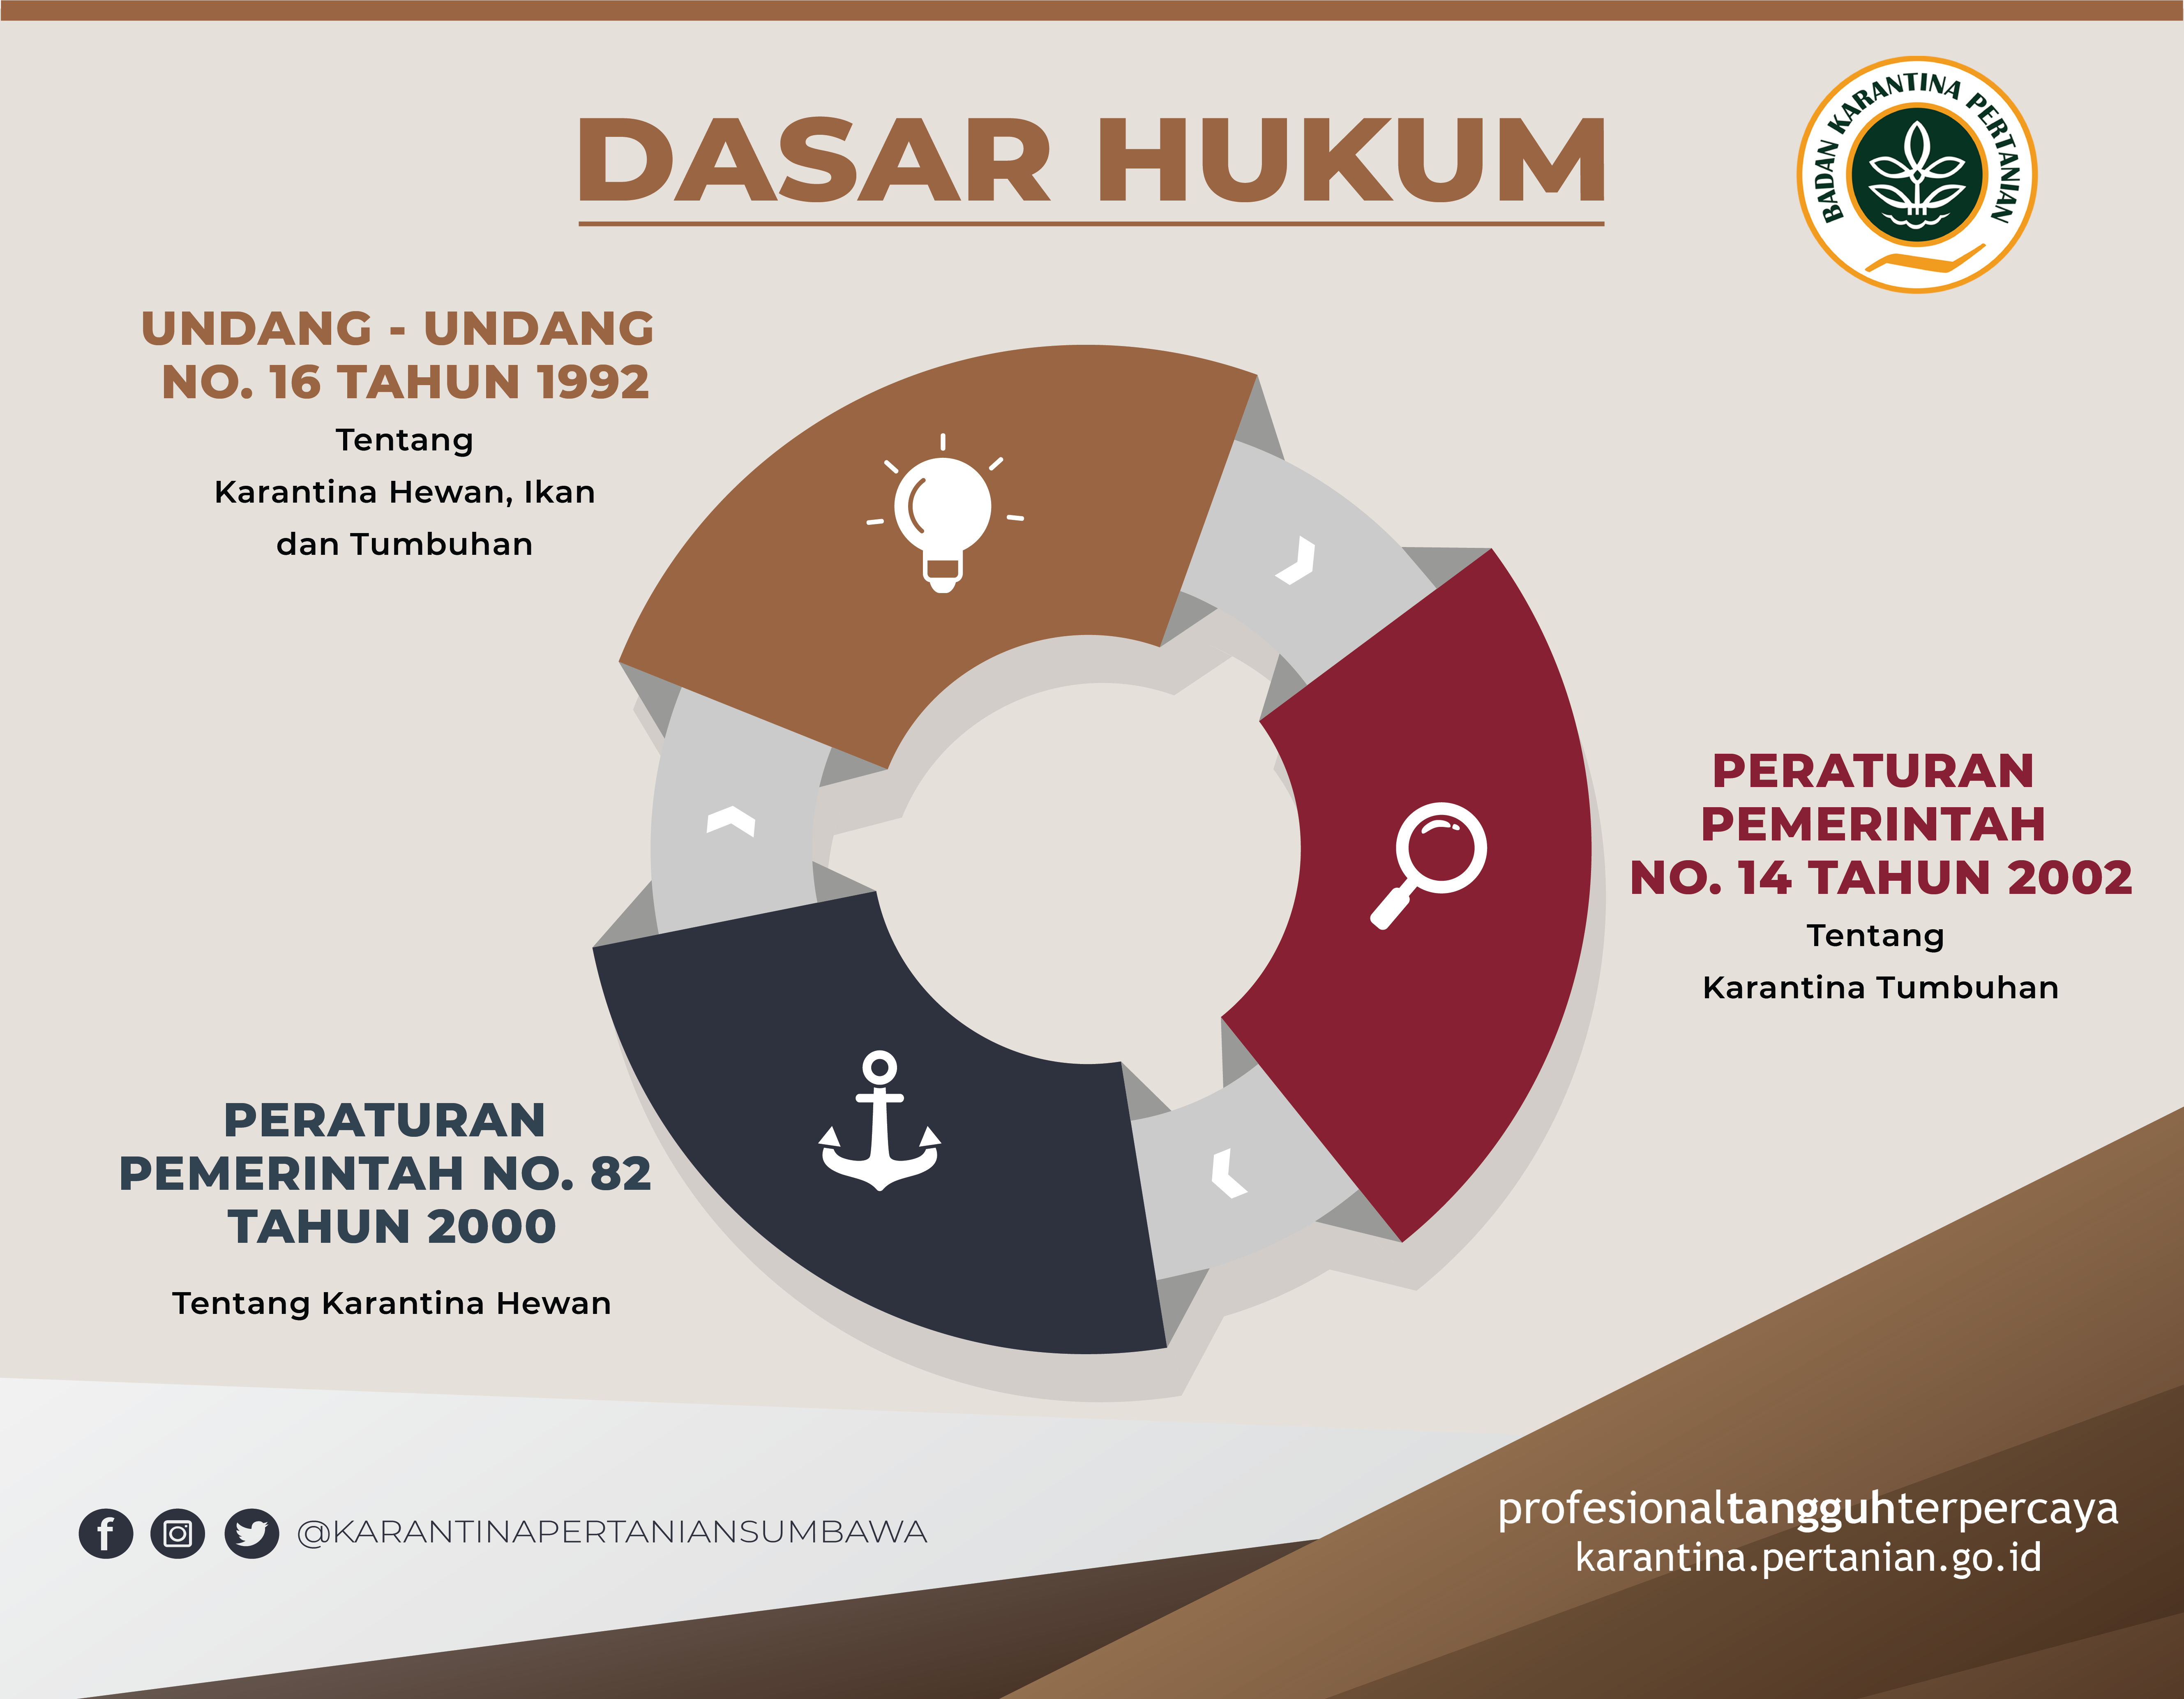 DASAR HUKUM
BADAN KARANTINA PERTANIAN
UNDANG - UNDANG
NO. 16 TAHUN 1992
Tentang
Karantina Hewan, Ikan
dan Tumbuhan
PERATURAN
PEMERINTAH
NO. 14 TAHUN 2002
Tentang
Karantina Tumbuhan
PERATURAN
PEMERINTAH NO. 82
TAHUN 2000
Tentang Karantina Hewan
@KARANTINAPERTANIANSUMBAWA
profesionaltangguhterpercaya
karantina.pertanian.go.id